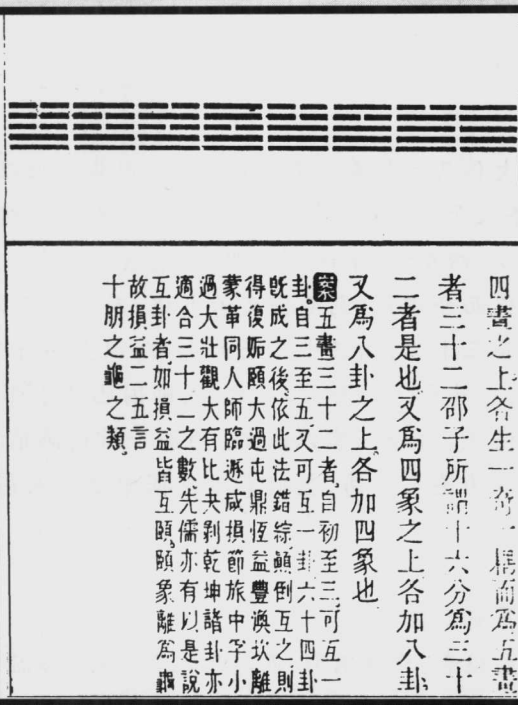 四畫之上各生一奇一耦而爲五畫
者三十二邵子所謂十六分爲三十
二者是也又爲四象之上各加八卦
又爲八卦之上各加四象也
案五畫三十二者自初至三可互一
卦自三至五又可互一卦六十四卦
旣成之後依此法錯綜顚倒互之則
得復姤頤大過屯鼎恆益豐渙坎離
蒙革同人師臨遯咸損節旅中孚小
過大壯觀大有比夬剝乾坤諸卦亦
適合三十二之數先儒亦有以是說
互卦者如損益皆互頤頤象離爲龜
故損益二五言
十朋之龜之類